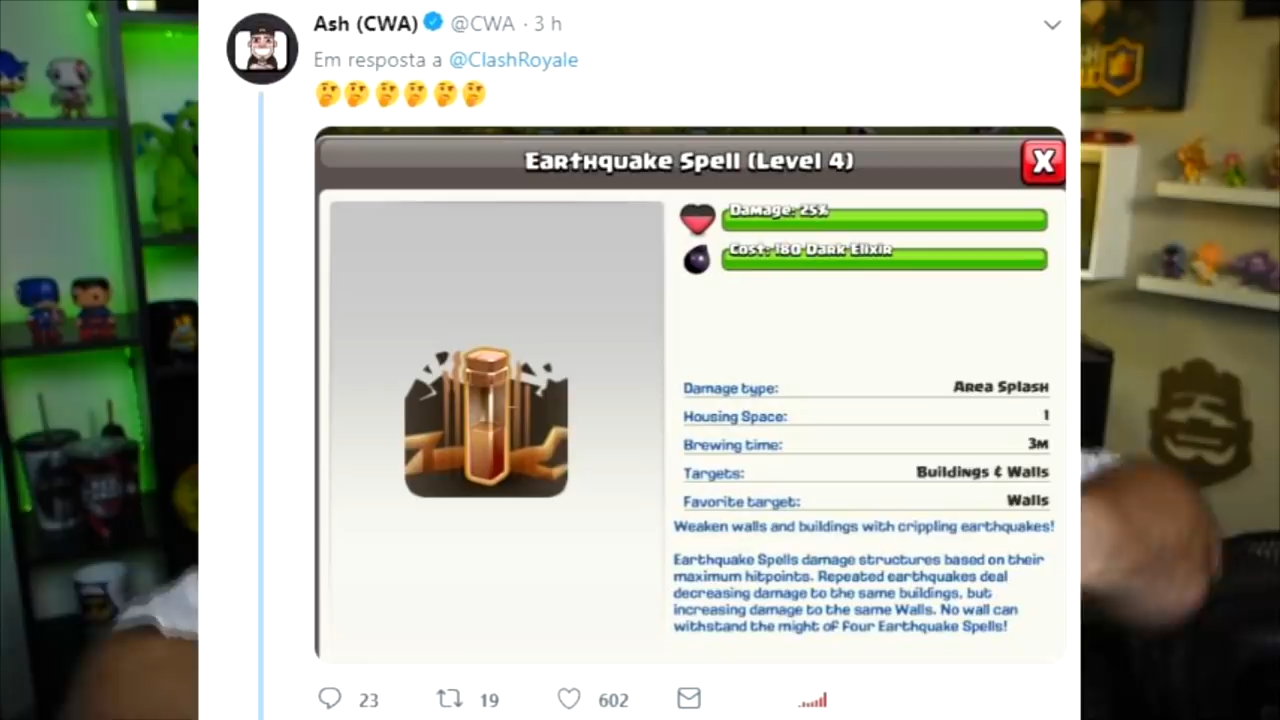 Ash (CWA) @CWA · 3 h
Em resposta a @ClashRoyale
Earthquake Spell (Level 4)
X
Damage: 25%
Cost: 180 Dark Elixir
Damage type: Area Splash
Housing Space: 1
Brewing time: 3m
Targets: Buildings & Walls
Favorite target: Walls
Weaken walls and buildings with crippling earthquakes!
Earthquake Spells damage structures based on their
maximum hitpoints. Repeated earthquakes deal
decreasing damage to the same buildings, but
increasing damage to the same Walls. No wall can
withstand the might of four Earthquake Spells!
23 19 602